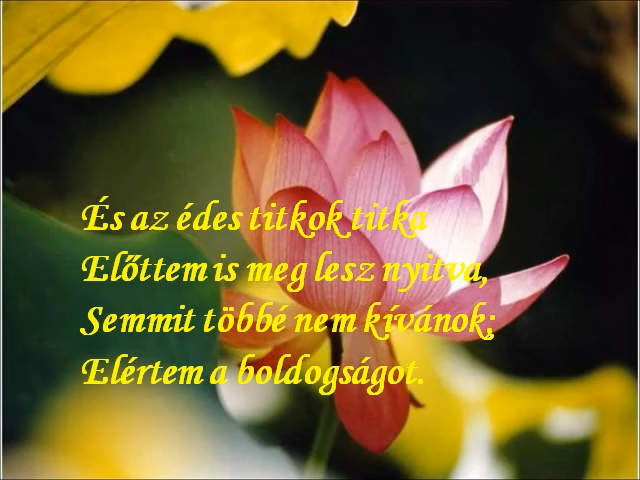 És az édes titkok titka
Előttem is meg lesz nyitva,
Semmit többé nem kívánok;
Elértem a boldogságot.